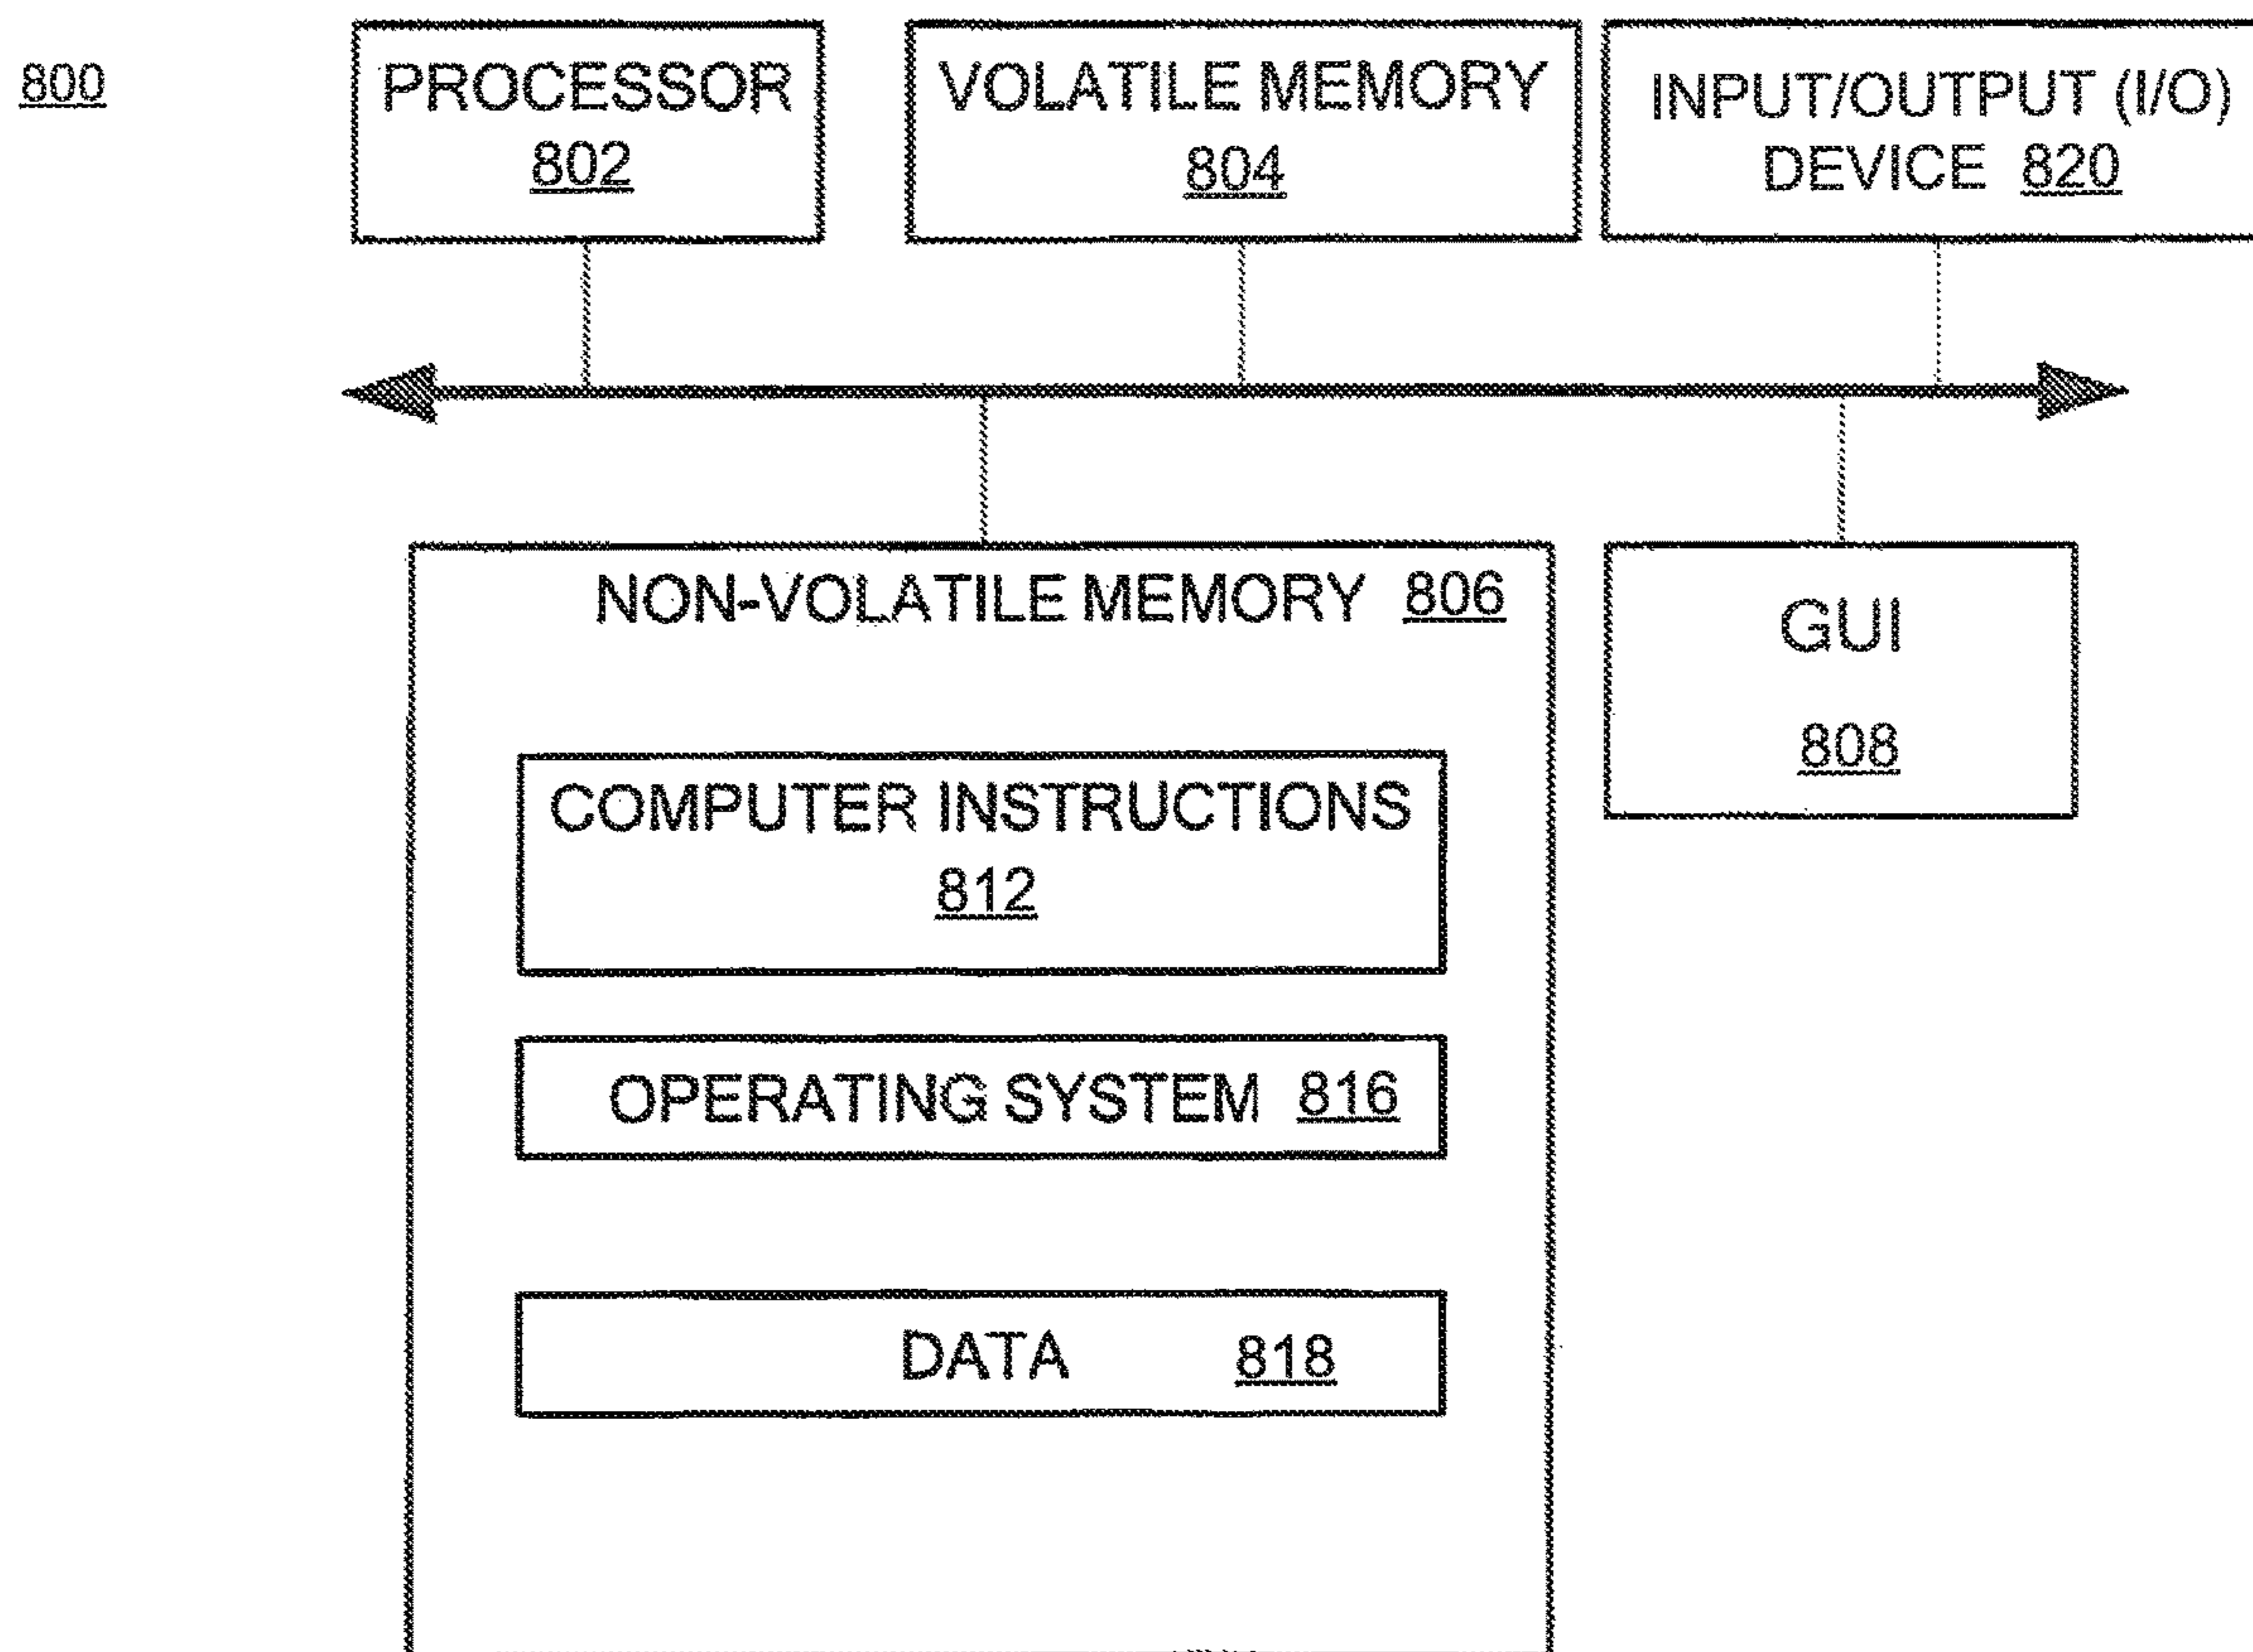 800
PROCESSOR
802
VOLATILE MEMORY
804
INPUT/OUTPUT (I/O)
DEVICE 820
NON-VOLATILE MEMORY 806
COMPUTER INSTRUCTIONS
812
OPERATING SYSTEM 816
DATA 818
GUI
808